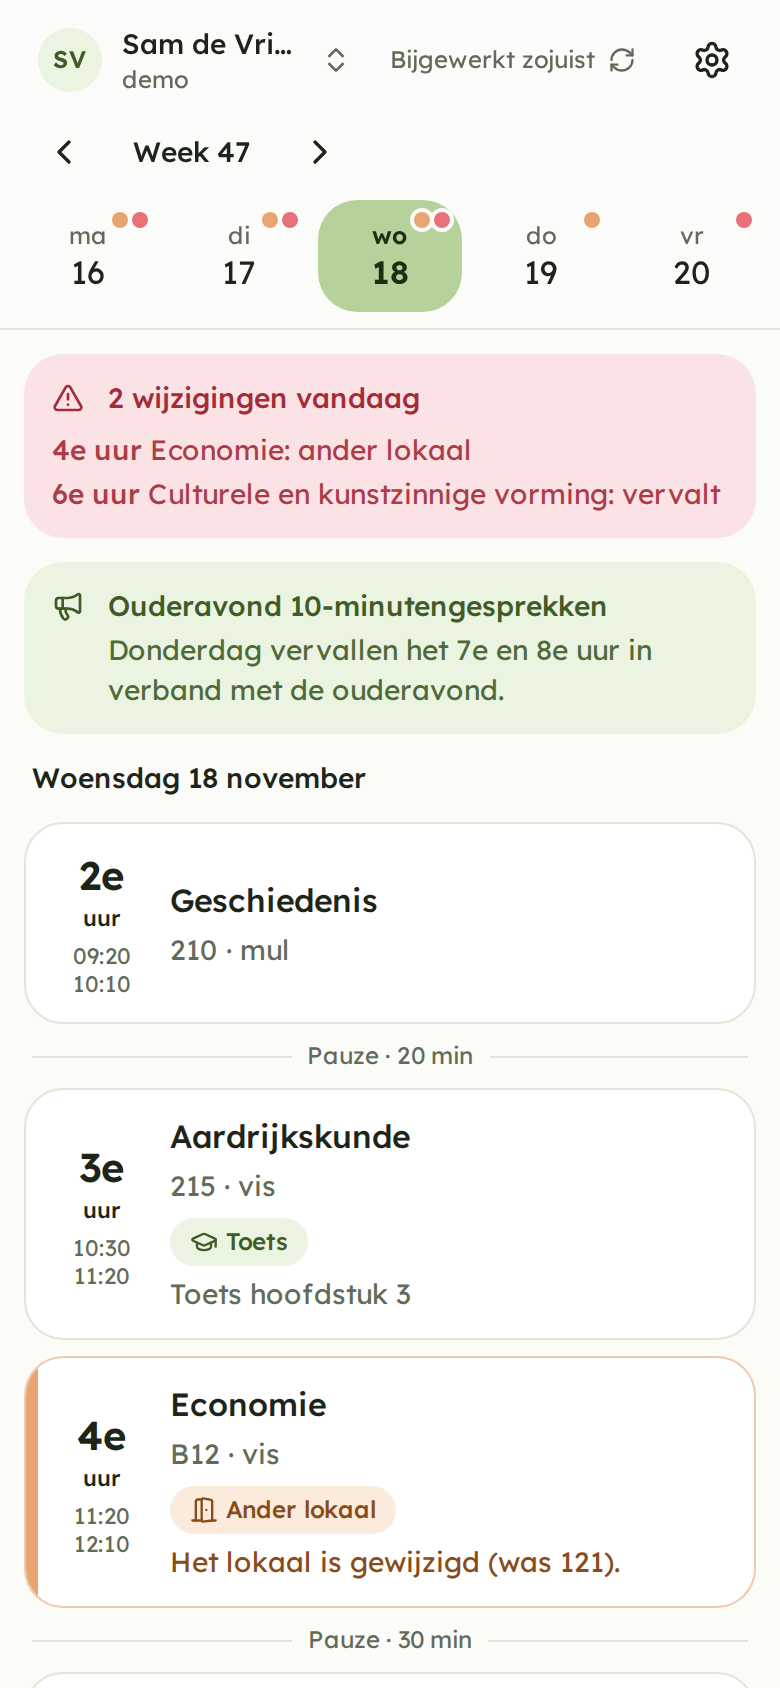 SV
Sam de Vri...
demo
Bijgewerkt zojuist
Week 47
ma
16
di
17
wo
18
do
19
vr
20
2 wijzigingen vandaag
4e uur Economie: ander lokaal
6e uur Culturele en kunstzinnige vorming: vervalt
Ouderavond 10-minutengesprekken
Donderdag vervallen het 7e en 8e uur in
verband met de ouderavond.
Woensdag 18 november
2e
uur
09:20
10:10
Geschiedenis
210 · mul
Pauze · 20 min
3e
uur
10:30
11:20
Aardrijkskunde
215 · vis
Toets
Toets hoofdstuk 3
4e
uur
11:20
12:10
Economie
B12 · vis
Ander lokaal
Het lokaal is gewijzigd (was 121).
Pauze · 30 min